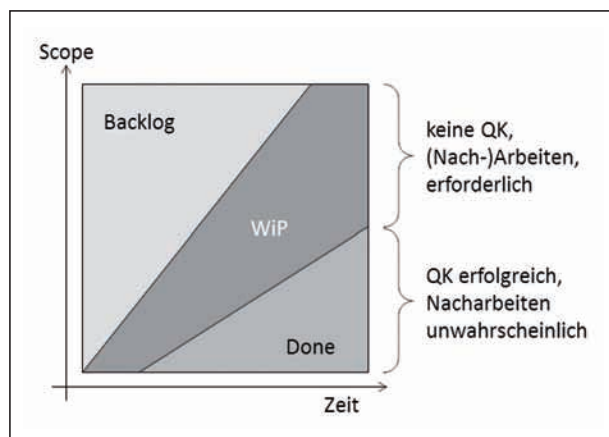 Scope
Backlog
keine QK,
(Nach-)Arbeiten,
erforderlich
WiP
QK erfolgreich,
Nacharbeiten
unwahrscheinlich
Done
Zeit